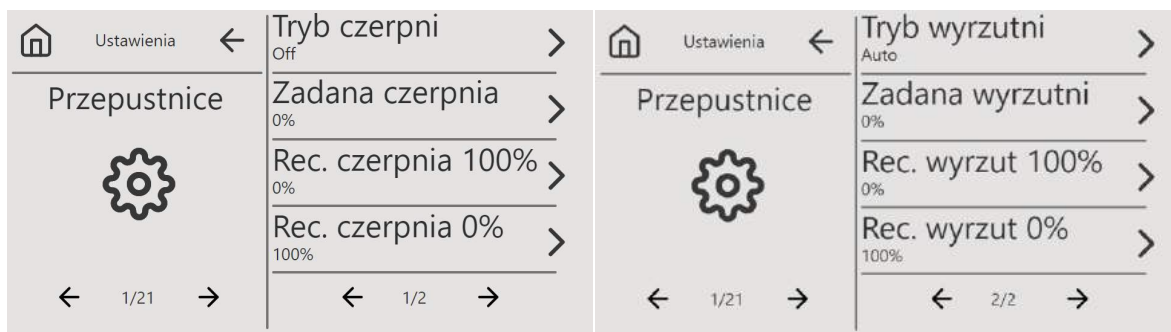 Ustawienia
Przepustnice
1/21
Tryb czerpni
Off
Zadana czerpnia
0%
Rec. czerpnia 100%
0%
Rec. czerpnia 0%
100%
1/2
Ustawienia
Przepustnice
1/21
Tryb wyrzutni
Auto
Zadana wyrzutni
0%
Rec. wyrzut 100%
0%
Rec. wyrzut 0%
100%
2/2